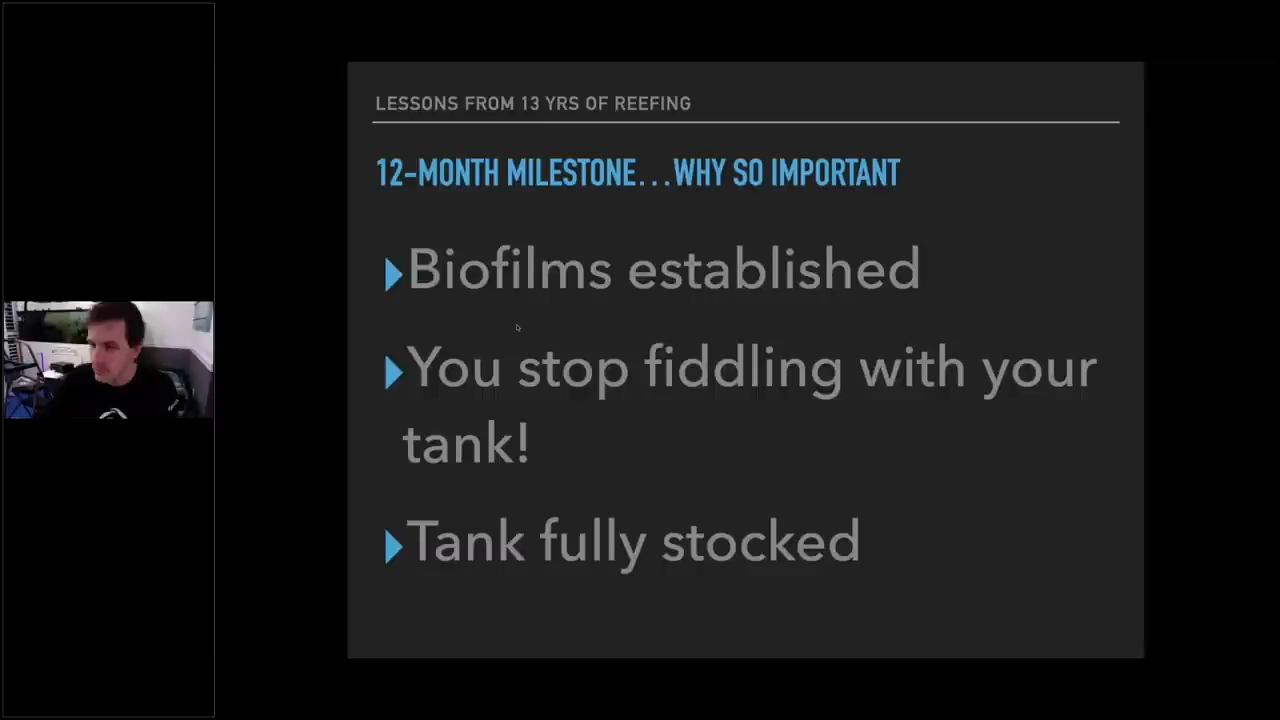 LESSONS FROM 13 YRS OF REEFING
12-MONTH MILESTONE...WHY SO IMPORTANT
Biofilms established
You stop fiddling with your
tank!
Tank fully stocked